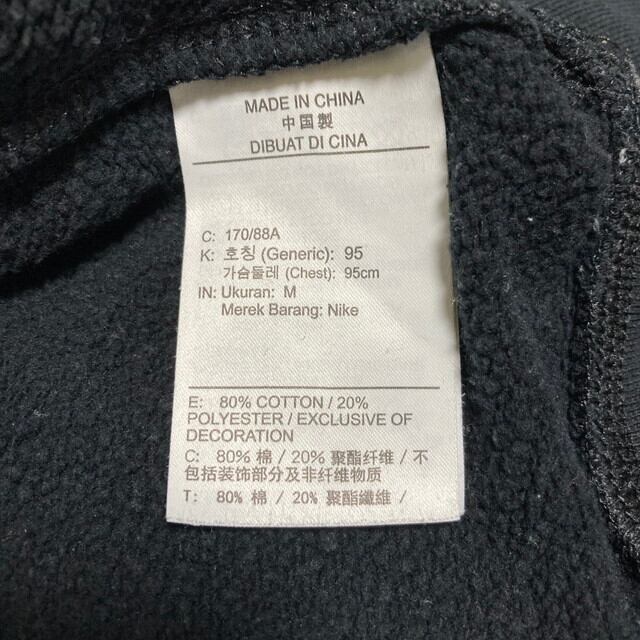 MADE IN CHINA
中国製
DIBUAT DI CINA
C: 170/88A
K: 호칭 (Generic): 95
가슴둘레 (Chest): 95cm
IN: Ukuran: M
Merek Barang: Nike
E: 80% COTTON / 20%
POLYESTER / EXCLUSIVE OF
DECORATION
C: 80% 棉 / 20% 聚酯纤维 / 不
包括装饰部分及非纤维物质
T: 80% 棉 / 20% 聚酯纖維 /